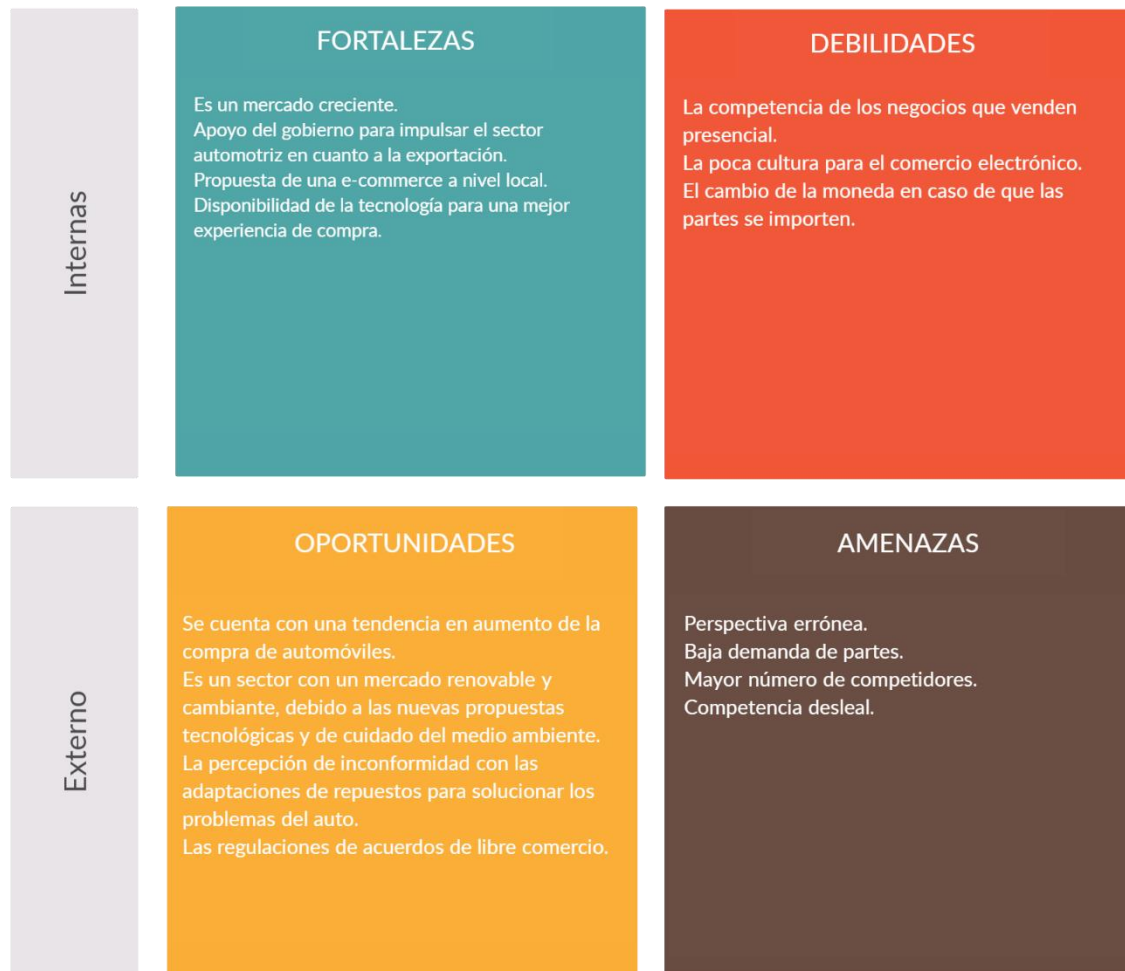 Internas
FORTALEZAS
Es un mercado creciente.
Apoyo del gobierno para impulsar el sector
automotriz en cuanto a la exportación.
Propuesta de una e-commerce a nivel local.
Disponibilidad de la tecnología para una mejor
experiencia de compra.
DEBILIDADES
La competencia de los negocios que venden
presencial.
La poca cultura para el comercio electrónico.
El cambio de la moneda en caso de que las
partes se importen.
Externo
OPORTUNIDADES
Se cuenta con una tendencia en aumento de la
compra de automóviles.
Es un sector con un mercado renovable y
cambiante, debido a las nuevas propuestas
tecnológicas y de cuidado del medio ambiente.
La percepción de inconformidad con las
adaptaciones de repuestos para solucionar los
problemas del auto.
Las regulaciones de acuerdos de libre comercio.
AMENAZAS
Perspectiva errónea.
Baja demanda de partes.
Mayor número de competidores.
Competencia desleal.